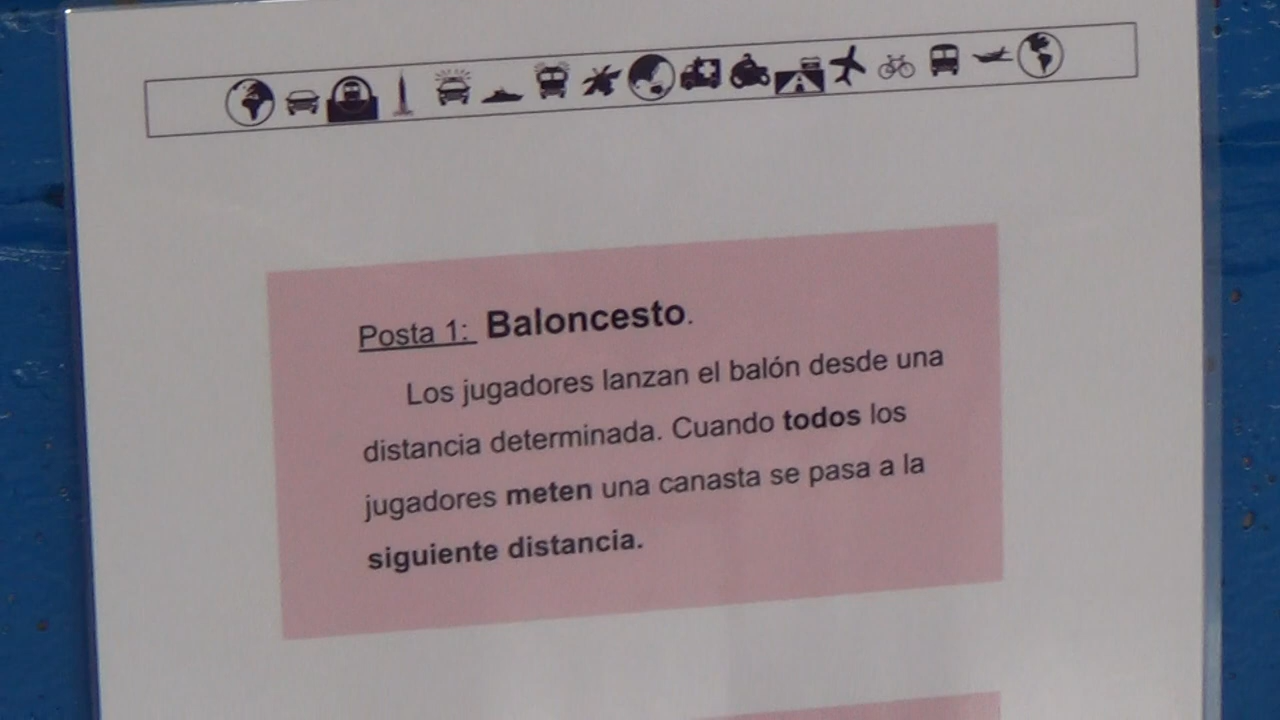 Posta 1: Baloncesto.
Los jugadores lanzan el balón desde una
distancia determinada. Cuando todos los
jugadores meten una canasta se pasa a la
siguiente distancia.